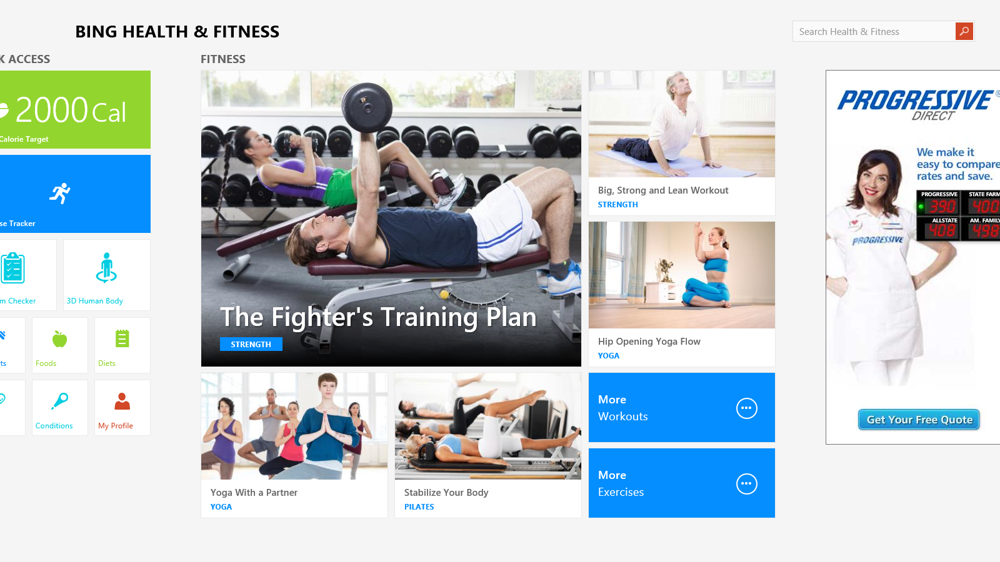 BING HEALTH & FITNESS
Search Health & Fitness
K ACCESS
2000 Cal
Calorie Target
se Tracker
m Checker
3D Human Body
ts
Foods
Diets
Conditions
My Profile
FITNESS
The Fighter's Training Plan
STRENGTH
Big, Strong and Lean Workout
STRENGTH
Hip Opening Yoga Flow
YOGA
Yoga With a Partner
YOGA
Stabilize Your Body
PILATES
More
Workouts
More
Exercises
PROGRESSIVE®
DIRECT
We make it
easy to compare
rates and save.
PROGRESSIVE STATE FARM
390 400
ALLSTATE AM. FAMILY
408 498
PROGRESSIVE
Get Your Free Quote